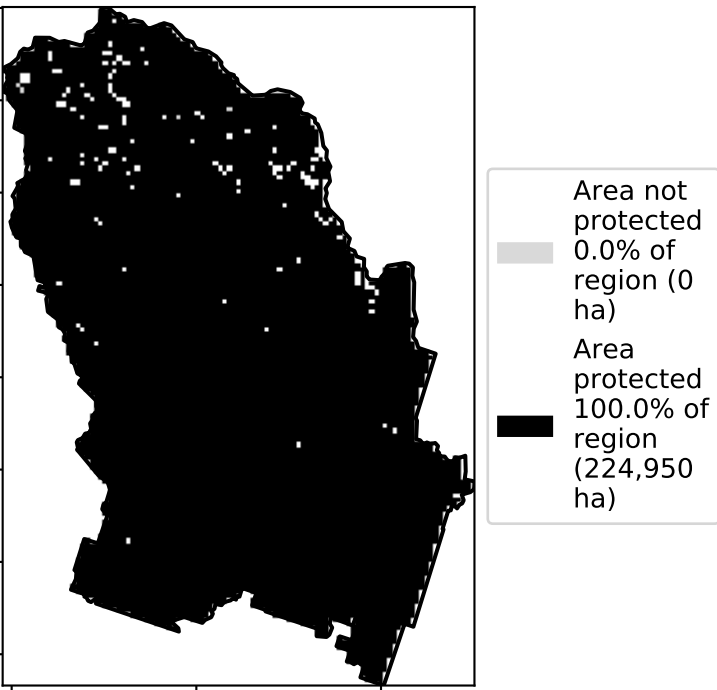 Area not
protected
0.0% of
region (0
ha)
Area
protected
100.0% of
region
(224,950
ha)